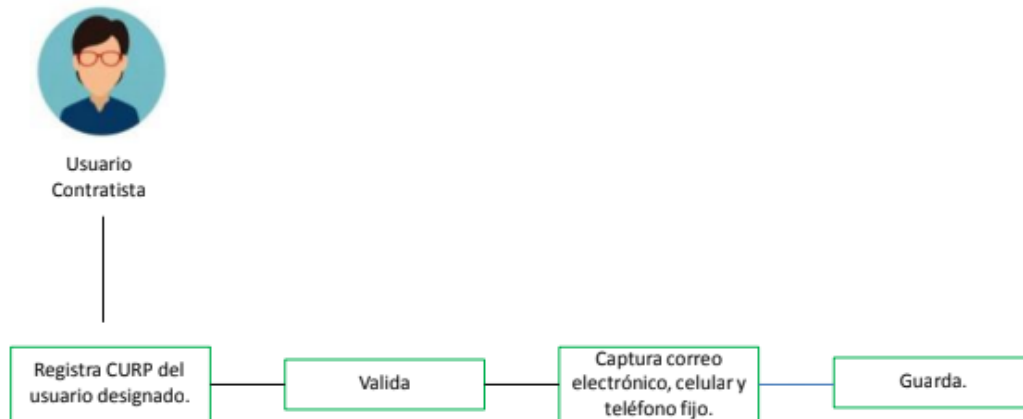 Usuario
Contratista
Registra CURP del
usuario designado.
Valida
Captura correo
electrónico, celular y
teléfono fijo.
Guarda.